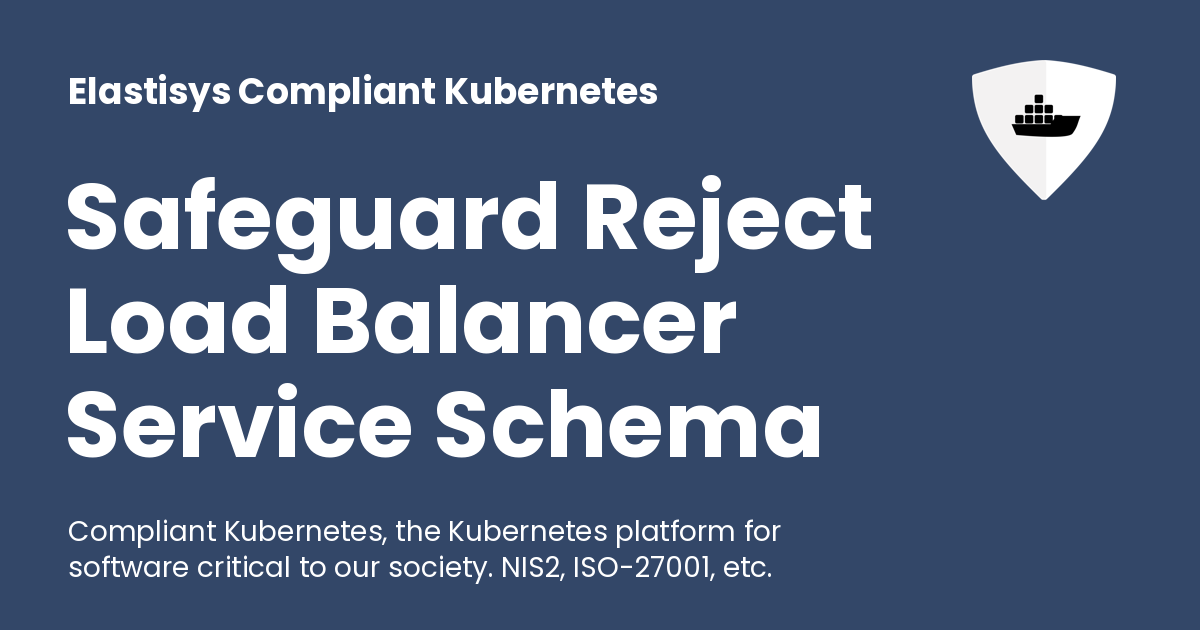 Elastisys Compliant Kubernetes
Safeguard Reject
Load Balancer
Service Schema
Compliant Kubernetes, the Kubernetes platform for
software critical to our society. NIS2, ISO-27001, etc.